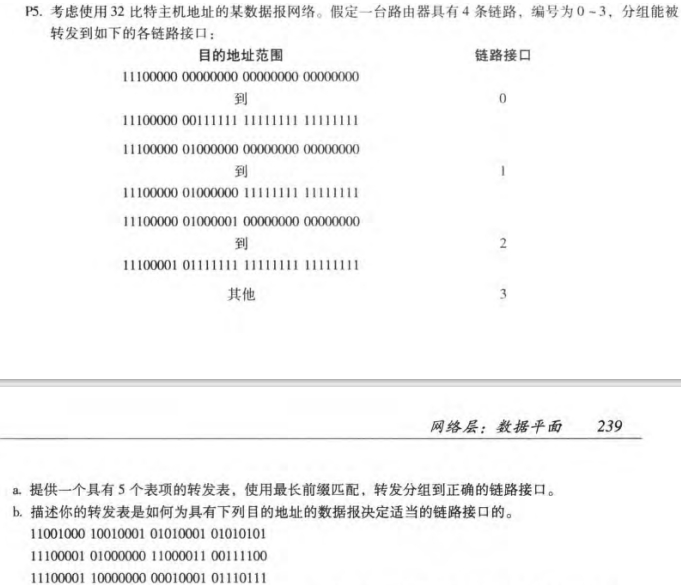 P5. 考虑使用 32 比特主机地址的某数据报网络。假定一台路由器具有 4 条链路，编号为 0 ~ 3，分组能被
转发到如下的各链路接口：
目的地址范围 链路接口
11100000 00000000 00000000 00000000
到 0
11100000 00111111 11111111 11111111
11100000 01000000 00000000 00000000
到 1
11100000 01000000 11111111 11111111
11100000 01000001 00000000 00000000
到 2
11100001 01111111 11111111 11111111
其他 3
网络层：数据平面 239
a. 提供一个具有 5 个表项的转发表，使用最长前缀匹配，转发分组到正确的链路接口。
b. 描述你的转发表是如何为具有下列目的地址的数据报决定适当的链路接口的。
11001000 10010001 01010001 01010101
11100001 01000000 11000011 00111100
11100001 10000000 00010001 01110111